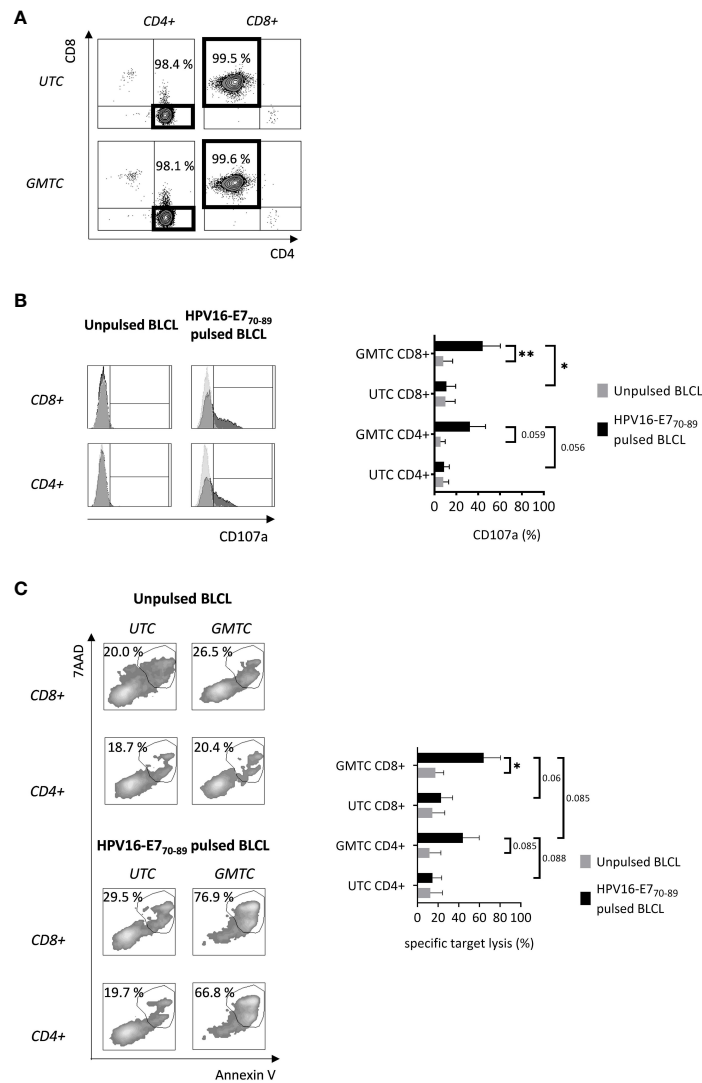 A
CD4+ CD8+
CD8
UTC
98.4 % 99.5 %
GMTC
98.1 % 99.6 %
CD4
B
Unpulsed BLCL
HPV16-E7₇₀₋₈₉
pulsed BLCL
CD8+
CD4+
CD107a
GMTC CD8+
UTC CD8+
GMTC CD4+
UTC CD4+
**
*
0.059
0.056
0 20 40 60 80 100
CD107a (%)
Unpulsed BLCL
HPV16-E7₇₀₋₈₉
pulsed BLCL
C
Unpulsed BLCL
UTC GMTC
7AAD
CD8+
20.0 % 26.5 %
CD4+
18.7 % 20.4 %
HPV16-E7₇₀₋₈₉ pulsed BLCL
UTC GMTC
CD8+
29.5 % 76.9 %
CD4+
19.7 % 66.8 %
Annexin V
GMTC CD8+
UTC CD8+
GMTC CD4+
UTC CD4+
*
0.06
0.085
0.085
0.088
0 20 40 60 80 100
specific target lysis (%)
Unpulsed BLCL
HPV16-E7₇₀₋₈₉
pulsed BLCL